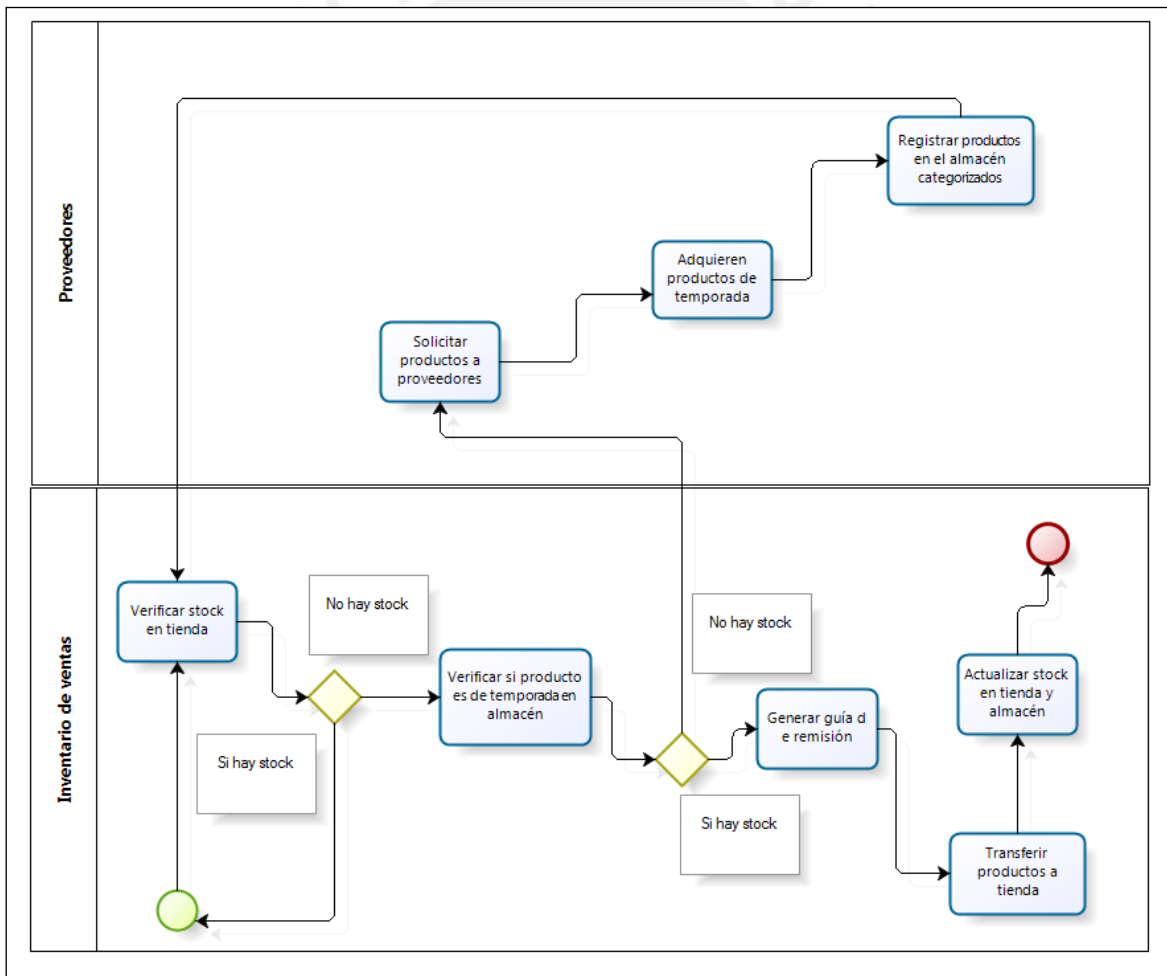 Proveedores
Registrar productos
en el almacén
categorizados
Adquieren
productos de
temporada
Solicitar
productos a
proveedores
Inventario de ventas
Verificar stock
en tienda
No hay stock
Si hay stock
Verificar si producto
es de temporada en
almacén
No hay stock
Si hay stock
Generar guía d
e remisión
Actualizar stock
en tienda y
almacén
Transferir
productos a
tienda